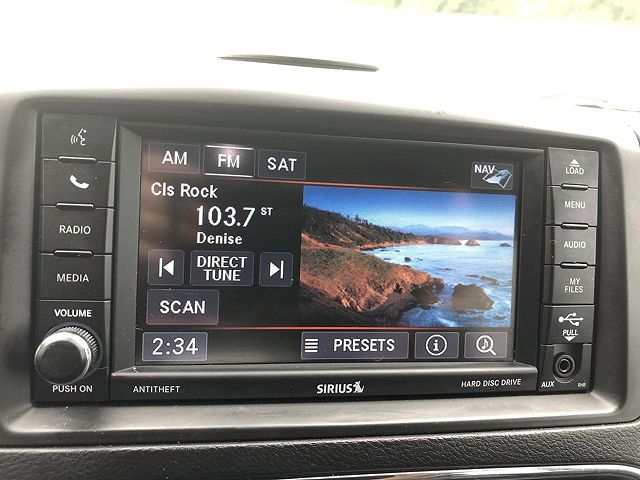 AM FM SAT NAV
Cls Rock
103.7 ST
Denise
DIRECT
TUNE
SCAN
2:34 PRESETS i
RADIO
MEDIA
VOLUME
PUSH ON
LOAD
MENU
AUDIO
MY
FILES
PULL
AUX RHB
ANTITHEFT SIRIUS HARD DISC DRIVE